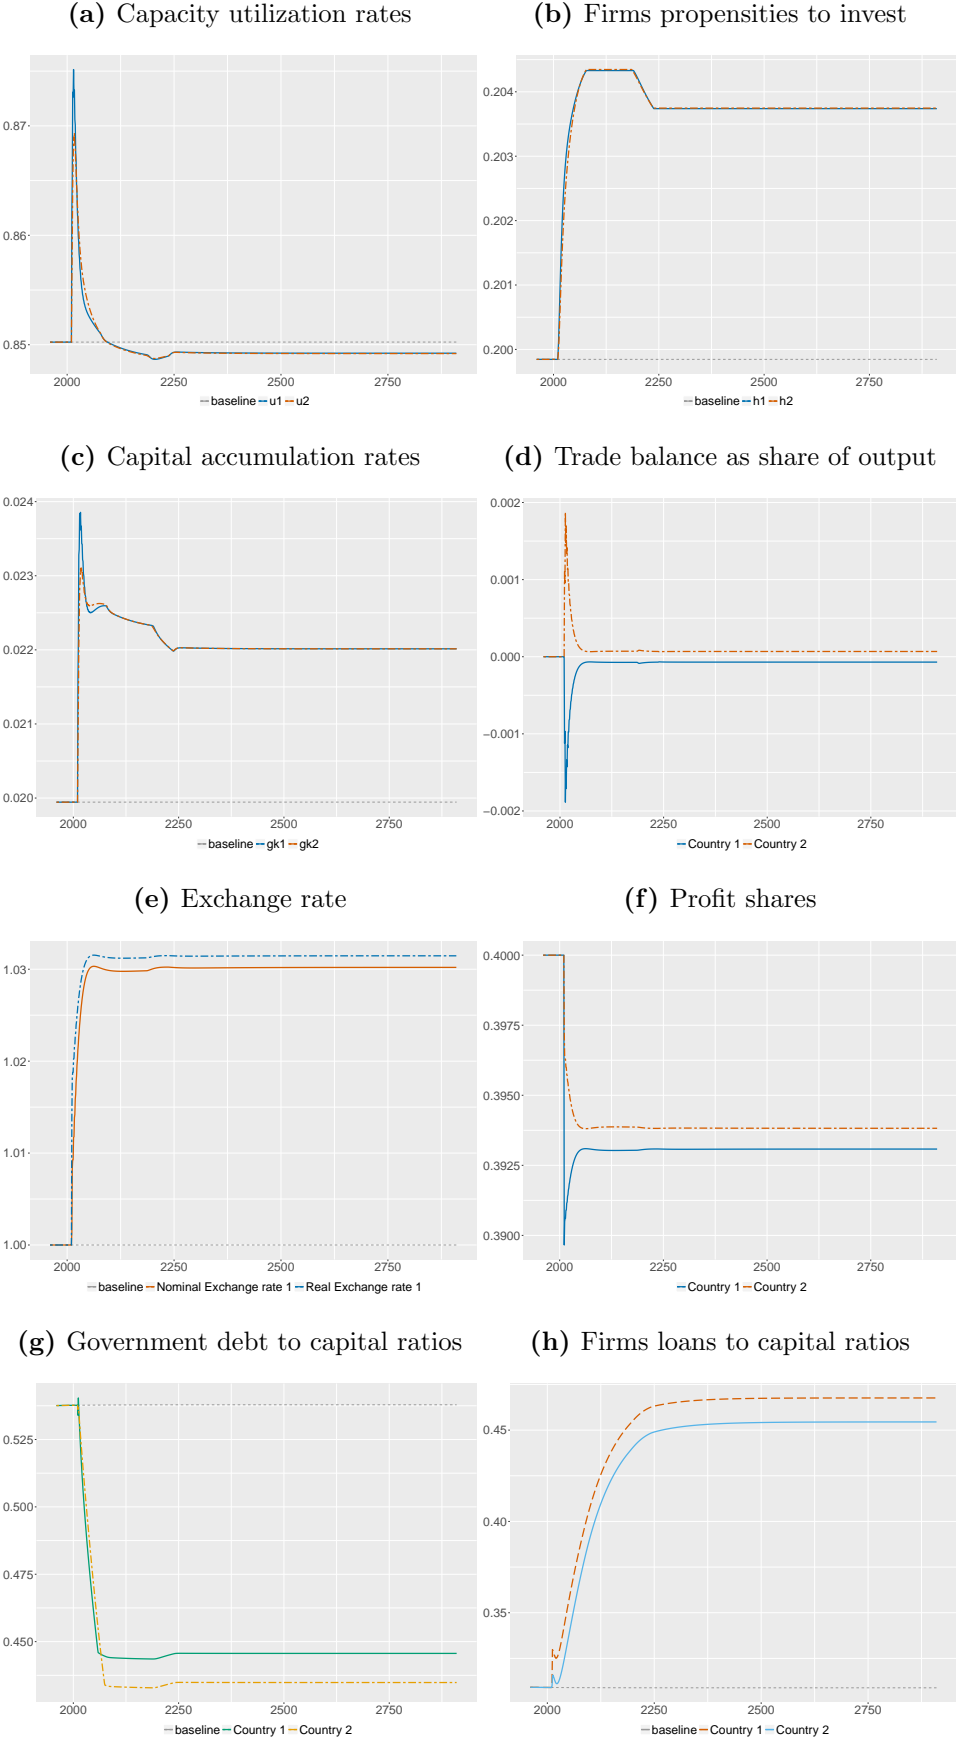 (a) Capacity utilization rates
(b) Firms propensities to invest
0.87
0.86
0.85
2000 2250 2500 2750
baseline u1 u2
0.204
0.203
0.202
0.201
0.200
2000 2250 2500 2750
baseline h1 h2
(c) Capital accumulation rates
(d) Trade balance as share of output
0.024
0.023
0.022
0.021
0.020
2000 2250 2500 2750
baseline gk1 gk2
0.002
0.001
0.000
−0.001
−0.002
2000 2250 2500 2750
Country 1 Country 2
(e) Exchange rate
(f) Profit shares
1.03
1.02
1.01
1.00
2000 2250 2500 2750
baseline Nominal Exchange rate 1 Real Exchange rate 1
0.4000
0.3975
0.3950
0.3925
0.3900
2000 2250 2500 2750
Country 1 Country 2
(g) Government debt to capital ratios
(h) Firms loans to capital ratios
0.525
0.500
0.475
0.450
2000 2250 2500 2750
baseline Country 1 Country 2
0.45
0.40
0.35
2000 2250 2500 2750
baseline Country 1 Country 2